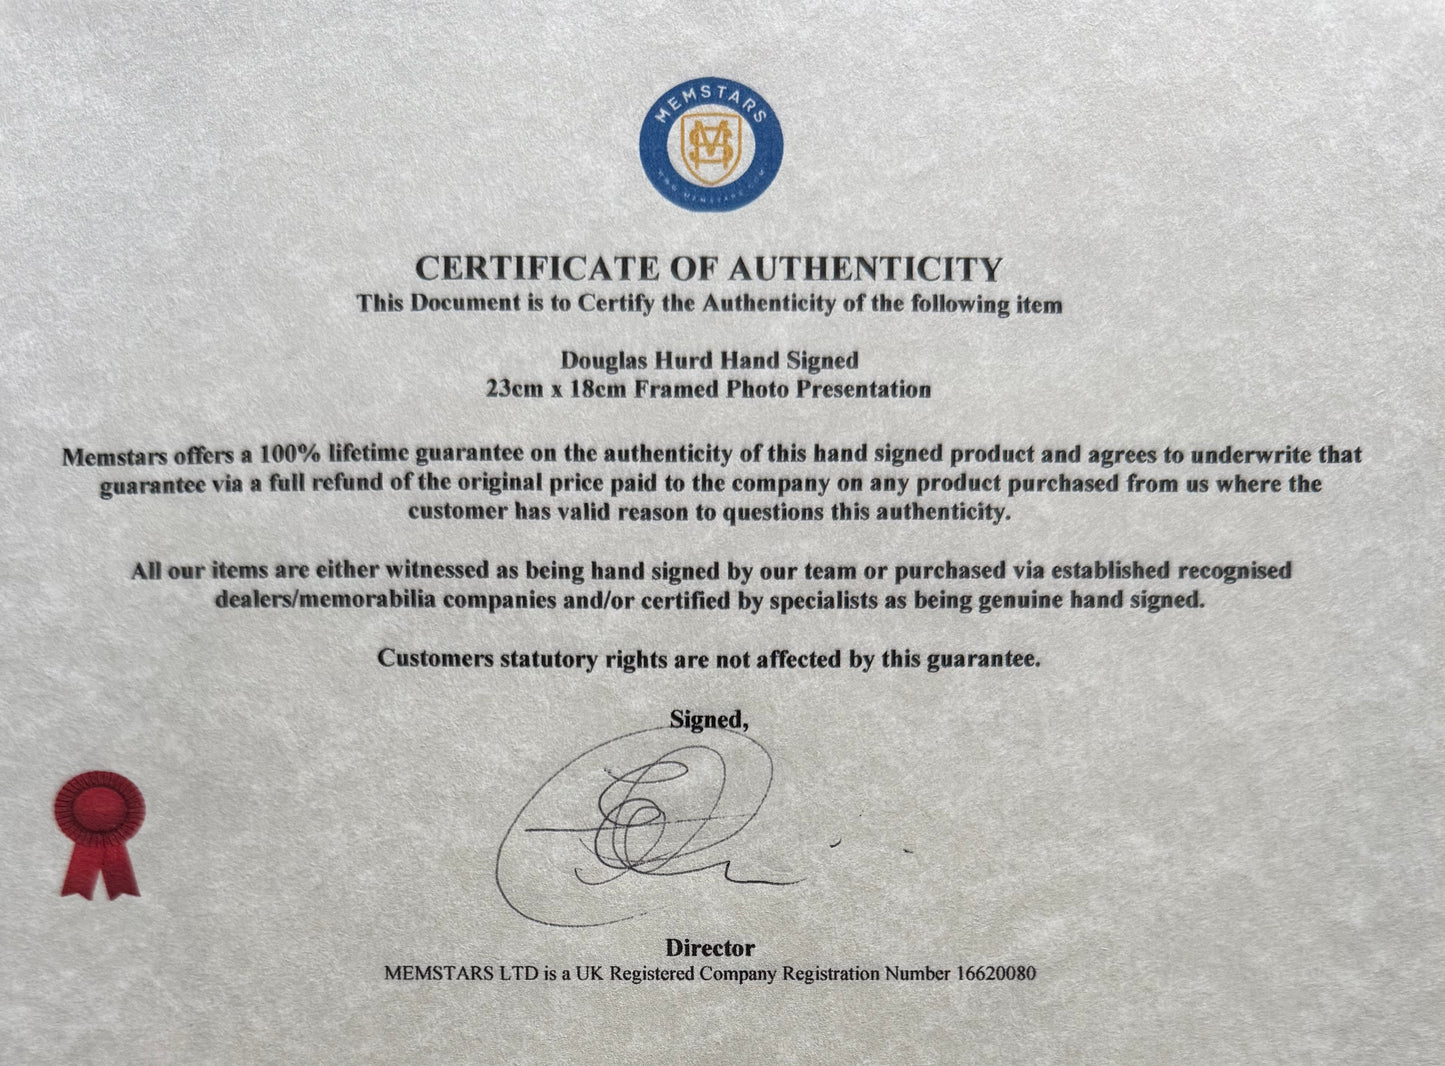 MEMSTARS
WWW.MEMSTARS.COM
CERTIFICATE OF AUTHENTICITY
This Document is to Certify the Authenticity of the following item
Douglas Hurd Hand Signed
23cm x 18cm Framed Photo Presentation
Memstars offers a 100% lifetime guarantee on the authenticity of this hand signed product and agrees to underwrite that
guarantee via a full refund of the original price paid to the company on any product purchased from us where the
customer has valid reason to questions this authenticity.
All our items are either witnessed as being hand signed by our team or purchased via established recognised
dealers/memorabilia companies and/or certified by specialists as being genuine hand signed.
Customers statutory rights are not affected by this guarantee.
Signed,
Director
MEMSTARS LTD is a UK Registered Company Registration Number 16620080